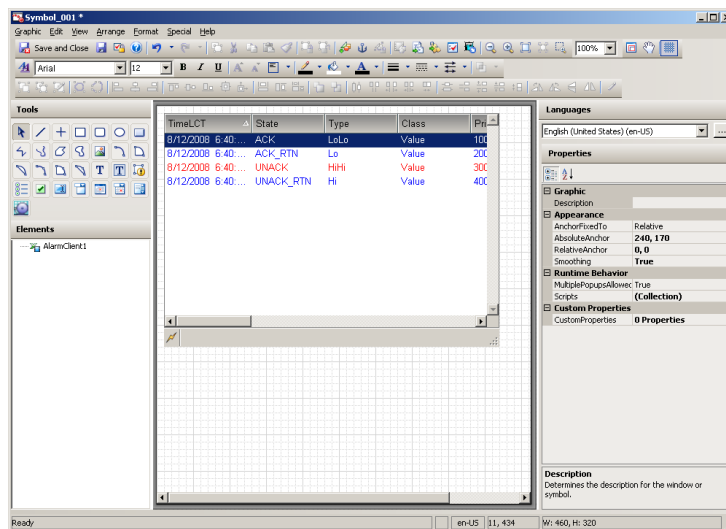 Symbol_001 *
Graphic Edit View Arrange Format Special Help
Save and Close 100%
Arial 12 B I U A A A
Tools
T T
Elements
AlarmClient1
TimeLCT State Type Class Pri
8/12/2008 6:40:... ACK LoLo Value 100
8/12/2008 6:40:... ACK_RTN Lo Value 200
8/12/2008 6:40:... UNACK HiHi Value 300
8/12/2008 6:40:... UNACK_RTN Hi Value 400
Languages
English (United States) (en-US) ...
Properties
Graphic
Description
Appearance
AnchorFixedTo Relative
AbsoluteAnchor 240, 170
RelativeAnchor 0, 0
Smoothing True
Runtime Behavior
MultiplePopupsAllowed True
Scripts (Collection)
Custom Properties
CustomProperties 0 Properties
Description
Determines the description for the window or
symbol.
Ready en-US 11, 434 W: 460, H: 320